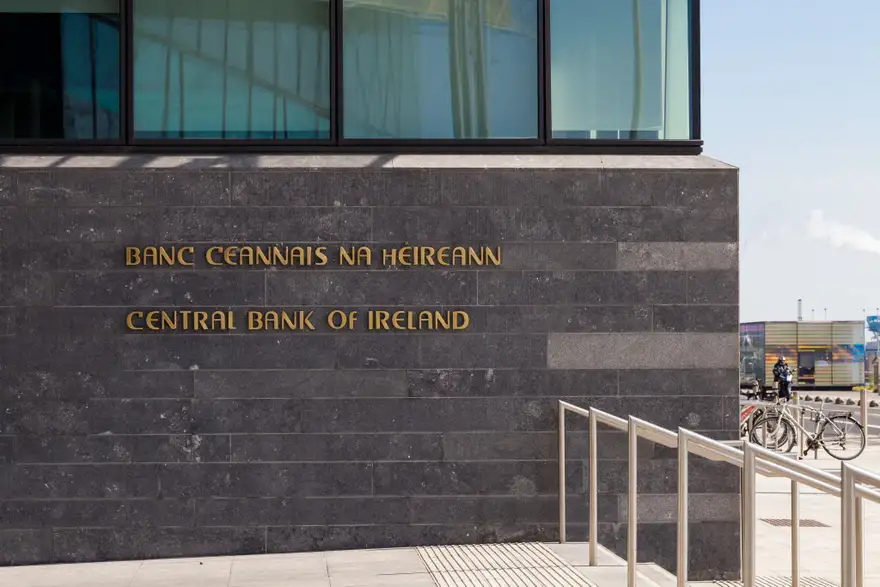 BANC CEANNAIS NA hÉIREANN
CENTRAL BANK OF IRELAND